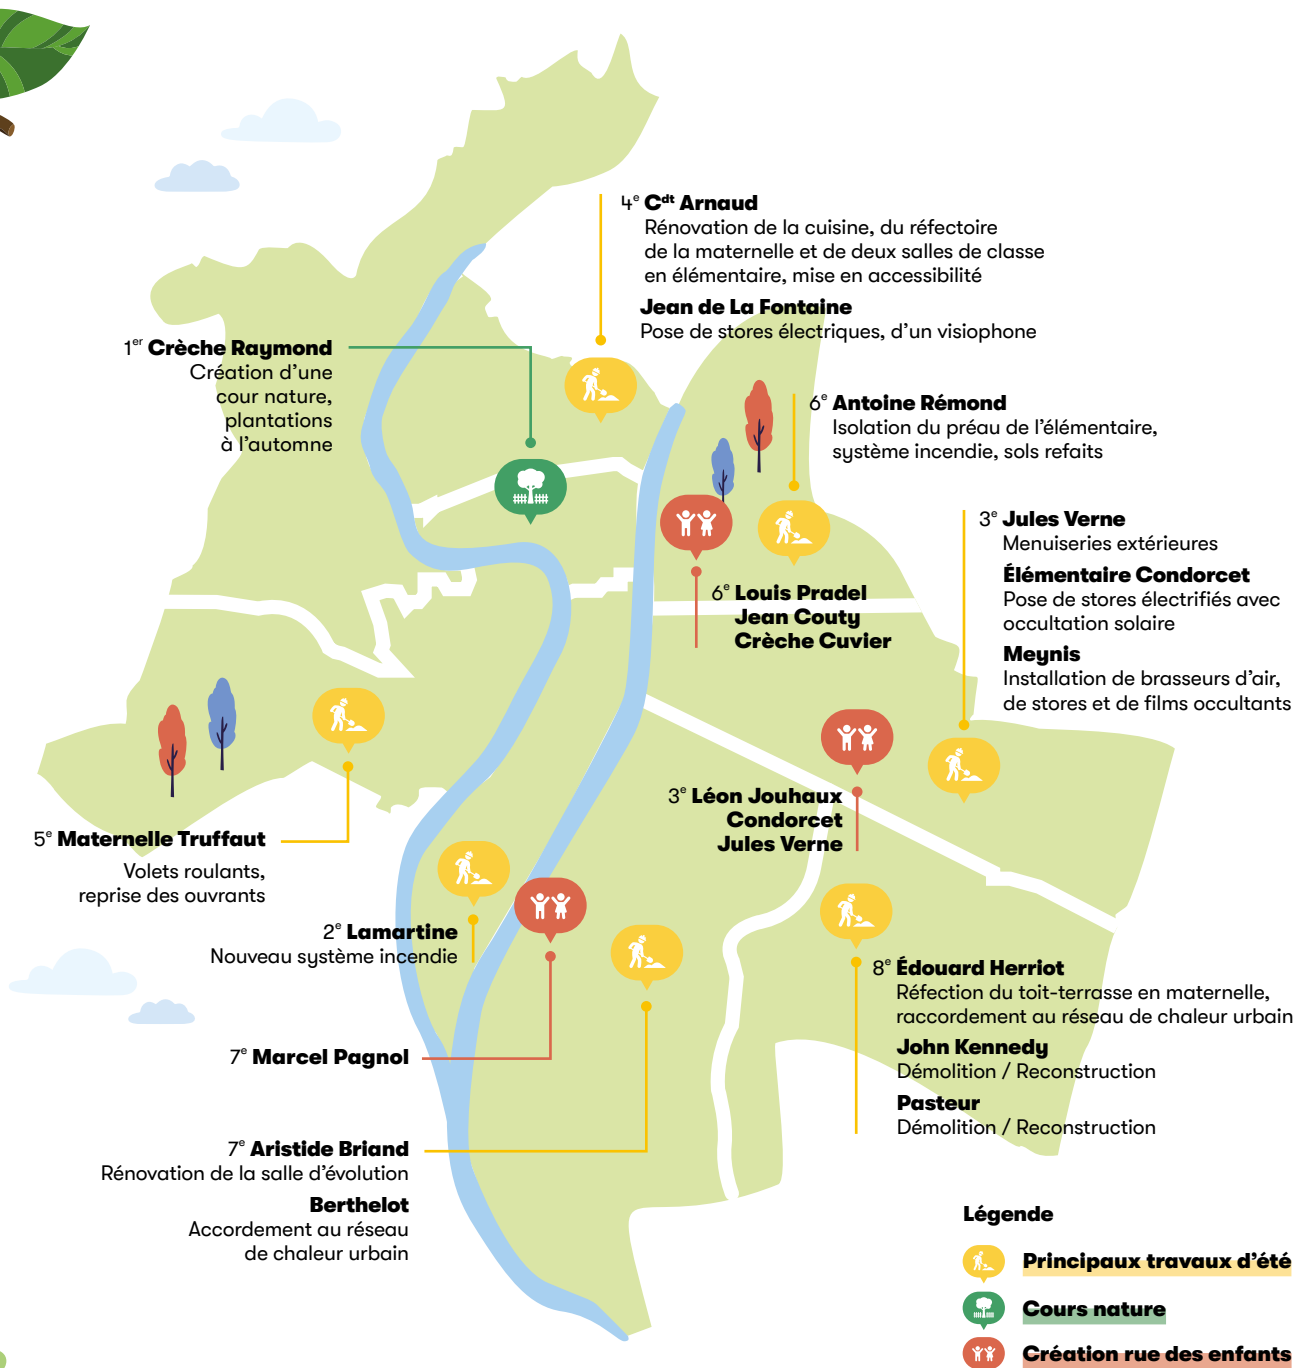 4e Cdt Arnaud
Rénovation de la cuisine, du réfectoire
de la maternelle et de deux salles de classe
en élémentaire, mise en accessibilité
Jean de La Fontaine
Pose de stores électriques, d'un visiophone
1er Crèche Raymond
Création d'une
cour nature,
plantations
à l'automne
6e Antoine Rémond
Isolation du préau de l'élémentaire,
système incendie, sols refaits
3e Jules Verne
Menuiseries extérieures
Élémentaire Condorcet
Pose de stores électrifiés avec
occultation solaire
Meynis
Installation de brasseurs d'air,
de stores et de films occultants
6e Louis Pradel
Jean Couty
Crèche Cuvier
3e Léon Jouhaux
Condorcet
Jules Verne
5e Maternelle Truffaut
Volets roulants,
reprise des ouvrants
2e Lamartine
Nouveau système incendie
8e Édouard Herriot
Réfection du toit-terrasse en maternelle,
raccordement au réseau de chaleur urbain
John Kennedy
Démolition / Reconstruction
Pasteur
Démolition / Reconstruction
7e Marcel Pagnol
7e Aristide Briand
Rénovation de la salle d'évolution
Berthelot
Accordement au réseau
de chaleur urbain
Légende
Principaux travaux d'été
Cours nature
Création rue des enfants